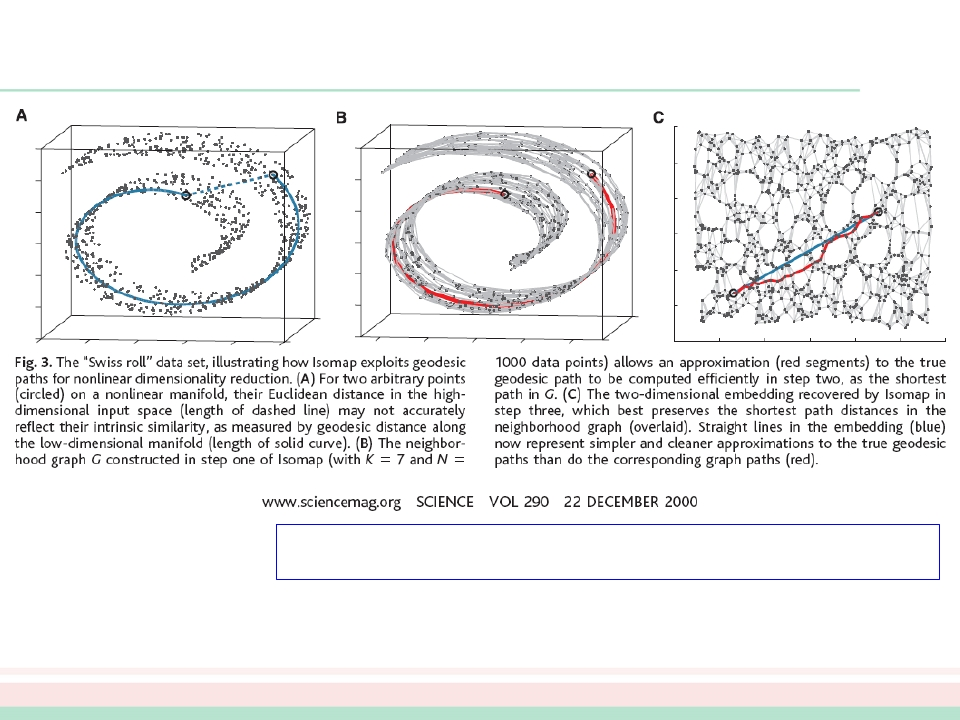 A
B
C
Fig. 3. The "Swiss roll" data set, illustrating how Isomap exploits geodesic
paths for nonlinear dimensionality reduction. (A) For two arbitrary points
(circled) on a nonlinear manifold, their Euclidean distance in the high-
dimensional input space (length of dashed line) may not accurately
reflect their intrinsic similarity, as measured by geodesic distance along
the low-dimensional manifold (length of solid curve). (B) The neighbor-
hood graph G constructed in step one of Isomap (with K = 7 and N =
1000 data points) allows an approximation (red segments) to the true
geodesic path to be computed efficiently in step two, as the shortest
path in G. (C) The two-dimensional embedding recovered by Isomap in
step three, which best preserves the shortest path distances in the
neighborhood graph (overlaid). Straight lines in the embedding (blue)
now represent simpler and cleaner approximations to the true geodesic
paths than do the corresponding graph paths (red).
www.sciencemag.org SCIENCE VOL 290 22 DECEMBER 2000